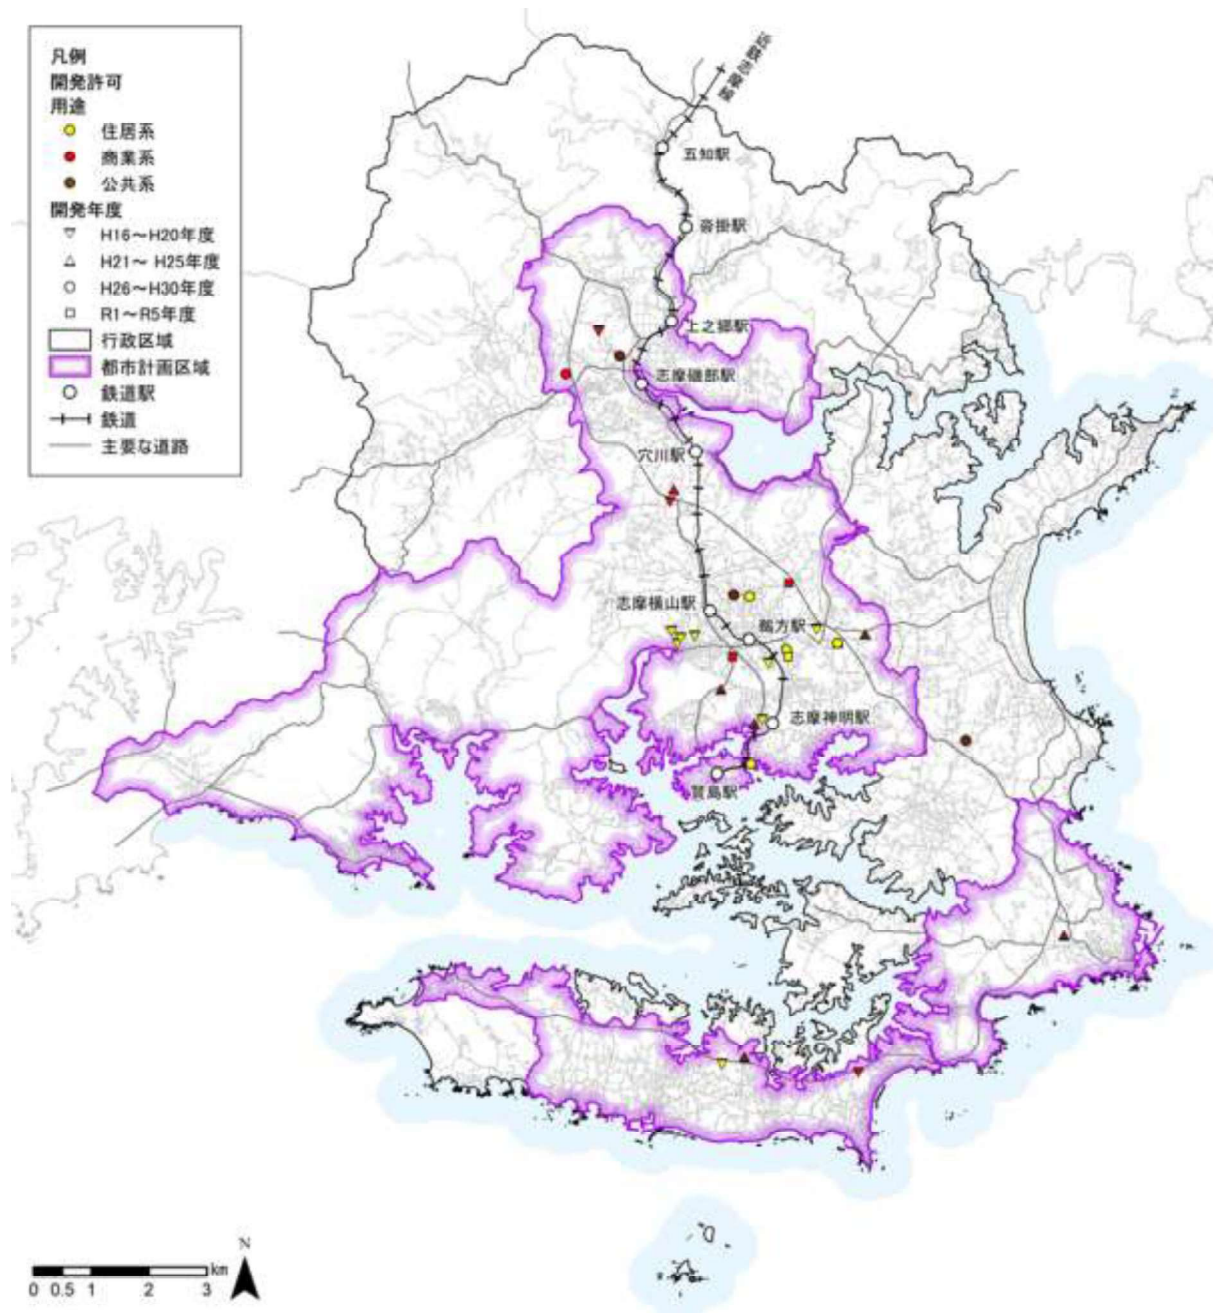 凡例
開発許可
用途
住居系
商業系
公共系
開発年度
H16～H20年度
H21～ H25年度
H26～H30年度
R1～R5年度
行政区域
都市計画区域
鉄道駅
鉄道
主要な道路
近鉄志摩線
五知駅
沓掛駅
上之郷駅
志摩磯部駅
穴川駅
志摩横山駅
鵜方駅
志摩神明駅
賢島駅
N
km
0 0.5 1 2 3